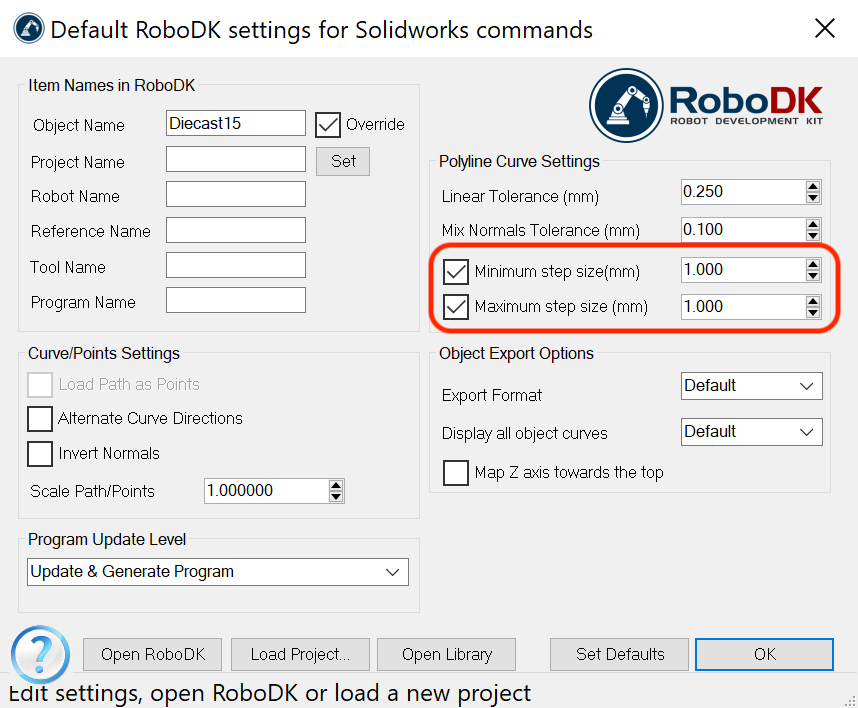 Default RoboDK settings for Solidworks commands
Item Names in RoboDK
Object Name Diecast15 Override
Project Name Set
Robot Name
Reference Name
Tool Name
Program Name
Curve/Points Settings
Load Path as Points
Alternate Curve Directions
Invert Normals
Scale Path/Points 1.000000
Program Update Level
Update & Generate Program
RoboDK
ROBOT DEVELOPMENT KIT
Polyline Curve Settings
Linear Tolerance (mm) 0.250
Mix Normals Tolerance (mm) 0.100
Minimum step size(mm) 1.000
Maximum step size (mm) 1.000
Object Export Options
Export Format Default
Display all object curves Default
Map Z axis towards the top
? Open RoboDK Load Project... Open Library Set Defaults OK
Edit settings, open RoboDK or load a new project